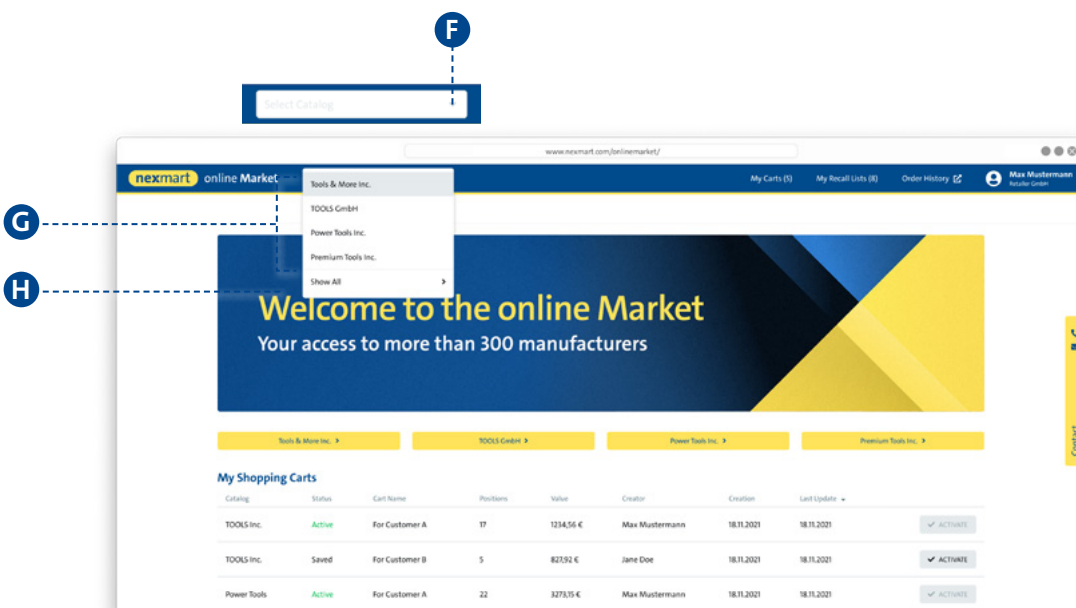 F
Select Catalog
www.nexmart.com/onlinemarket/
nexmart online Market
My Carts (5) My Recall Lists (8) Order History Max Mustermann
Retailer GmbH
G
Tools & More Inc.
TOOLS GmbH
Power Tools Inc.
Premium Tools Inc.
H
Show All
Welcome to the online Market
Your access to more than 300 manufacturers
Contact
Tools & More Inc. TOOLS GmbH Power Tools Inc. Premium Tools Inc.
My Shopping Carts
Catalog Status Cart Name Positions Value Creator Creation Last Update
TOOLS Inc. Active For Customer A 17 1234,56 € Max Mustermann 18.11.2021 18.11.2021 ACTIVATE
TOOLS Inc. Saved For Customer B 5 827,92 € Jane Doe 18.11.2021 18.11.2021 ACTIVATE
Power Tools Active For Customer A 22 3273,15 € Max Mustermann 18.11.2021 18.11.2021 ACTIVATE